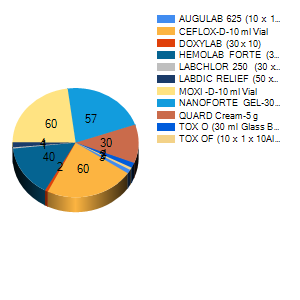 AUGULAB 625 (10 x 1...
CEFLOX-D-10 ml Vial
DOXYLAB (30 x 10)
HEMOLAB FORTE (3...
LABCHLOR 250 (30 x...
LABDIC RELIEF (50 x...
MOXI -D-10 ml Vial
NANOFORTE GEL-30...
QUARD Cream-5 g
TOX O (30 ml Glass B...
TOX OF (10 x 1 x 10Al...
60
57
30
4
40
2
60